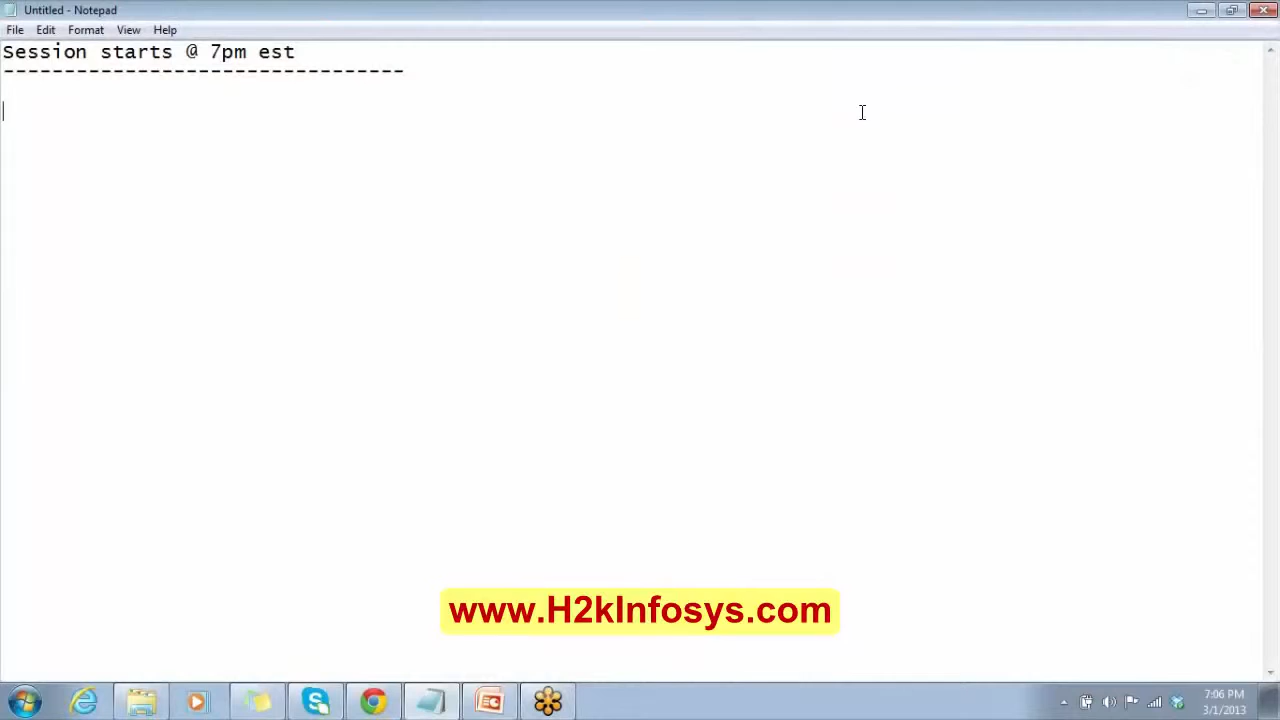 Untitled - Notepad
File Edit Format View Help
Session starts @ 7pm est
---------------------------------
www.H2kInfosys.com
7:06 PM
3/1/2013